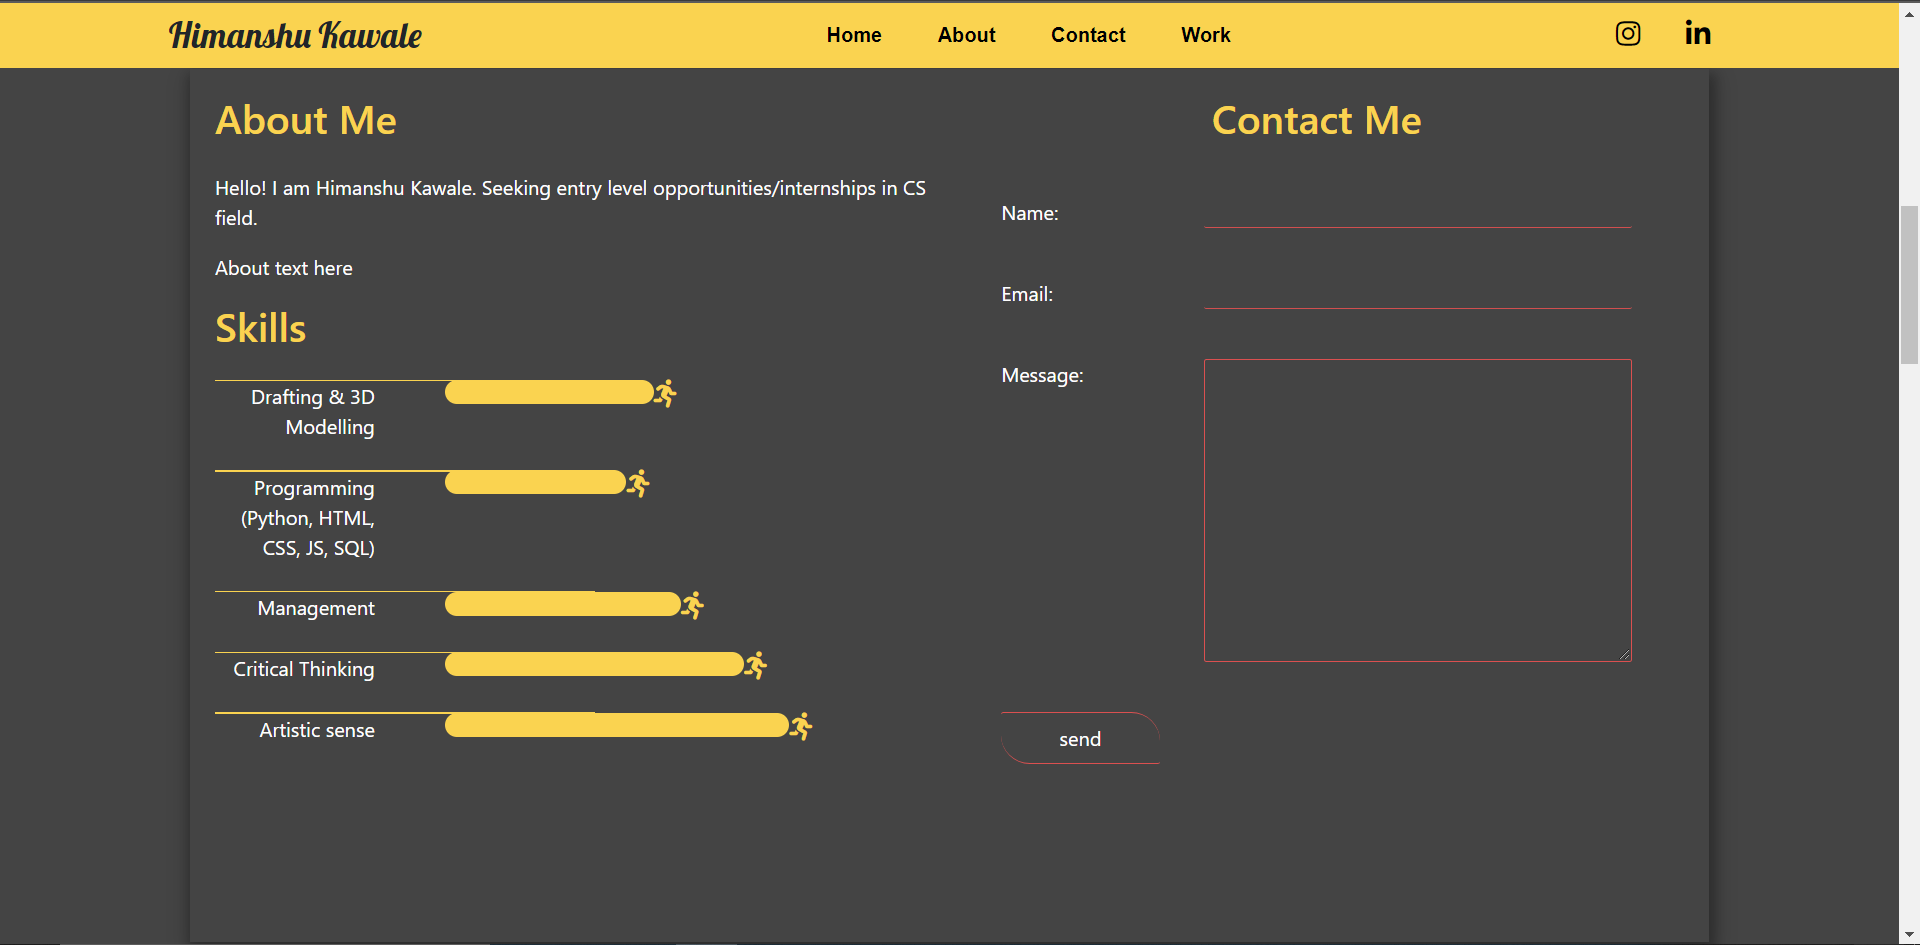 Himanshu Kawale
Home About Contact Work
in
About Me
Hello! I am Himanshu Kawale. Seeking entry level opportunities/internships in CS
field.
About text here
Skills
Drafting & 3D
Modelling
Programming
(Python, HTML,
CSS, JS, SQL)
Management
Critical Thinking
Artistic sense
Contact Me
Name:
Email:
Message:
send